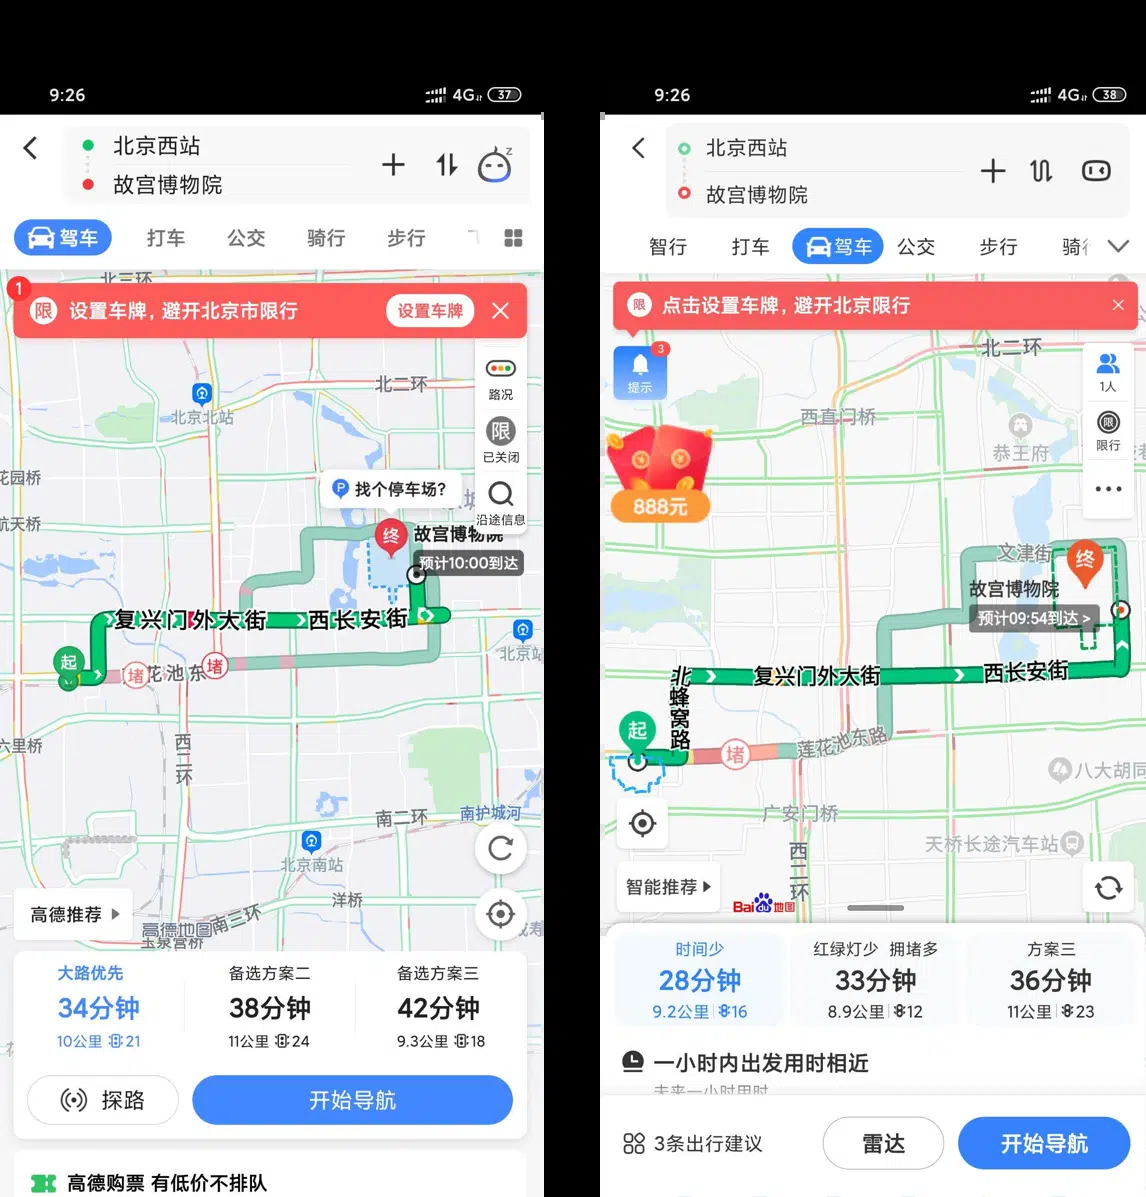 9:26
4G
37
北京西站
故宫博物院
驾车
打车
公交
骑行
步行
北三环
1
限
设置车牌，避开北京市限行
设置车牌
路况
北二环
北京北站
限
已关闭
花园桥
P 找个停车场?
沿途信息
航天桥
终
故宫博物院
预计10:00到达
复兴门外大街
西长安街
起
堵
花池东
堵
北京站
六里桥
西二环
南二环
南护城河
北京南站
洋桥
高德推荐
高德地图
南三环
玉泉营桥
大路优先
34分钟
10公里 21
备选方案二
38分钟
11公里 24
备选方案三
42分钟
9.3公里 18
探路
开始导航
高德购票 有低价不排队
9:26
4G
38
北京西站
故宫博物院
智行
打车
驾车
公交
步行
骑行
限
点击设置车牌，避开北京限行
3
提示
北二环
1人
西直门桥
恭王府
限
限行
888元
文津街
终
故宫博物院
预计09:54到达 >
北蜂窝路
复兴门外大街
西长安街
起
堵
莲花池东路
八大胡同
广安门桥
天桥长途汽车站
西二环
智能推荐
Bai du 地图
时间少
28分钟
9.2公里 16
红绿灯少 拥堵多
33分钟
8.9公里 12
方案三
36分钟
11公里 23
一小时内出发用时相近
未来一小时用时
3条出行建议
雷达
开始导航